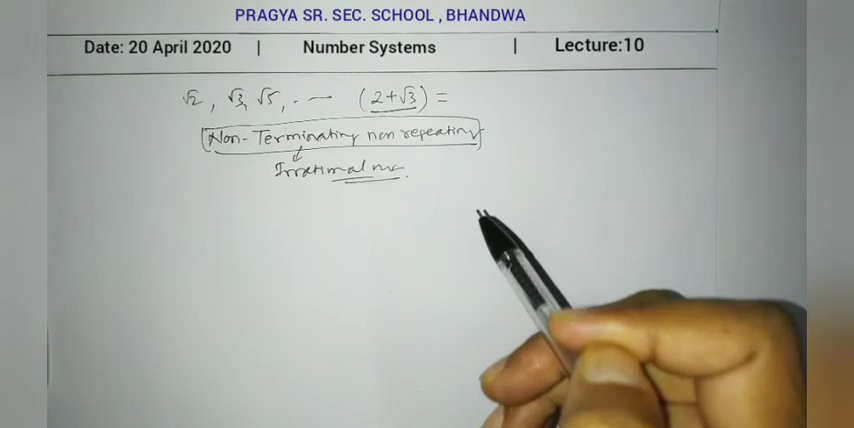 PRAGYA SR. SEC. SCHOOL , BHANDWA
Date: 20 April 2020 | Number Systems | Lecture:10
√2 , √3, √5, . . — (2+√3) =
Non-Terminating non repeating
Irrational no.